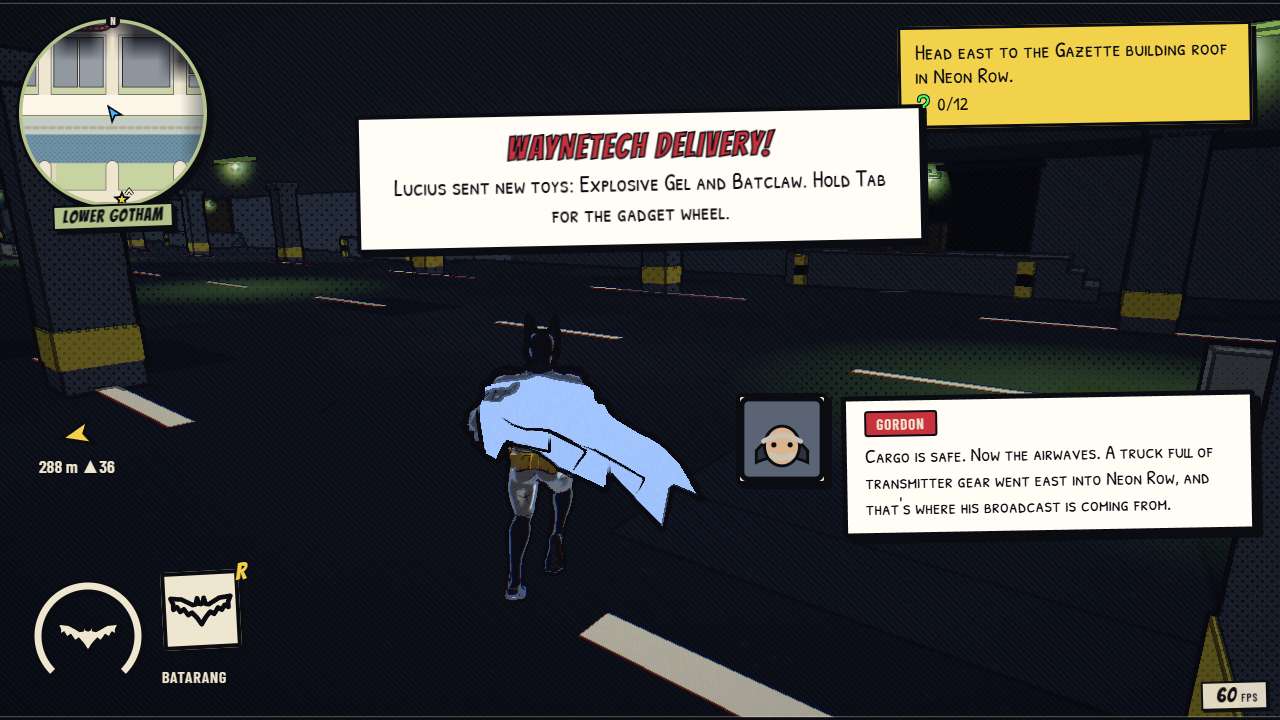 N
LOWER GOTHAM
HEAD EAST TO THE GAZETTE BUILDING ROOF
IN NEON ROW.
0/12
WAYNETECH DELIVERY!
LUCIUS SENT NEW TOYS: EXPLOSIVE GEL AND BATCLAW. HOLD TAB
FOR THE GADGET WHEEL.
288 m ▲36
GORDON
CARGO IS SAFE. NOW THE AIRWAVES. A TRUCK FULL OF
TRANSMITTER GEAR WENT EAST INTO NEON ROW, AND
THAT'S WHERE HIS BROADCAST IS COMING FROM.
R
BATARANG
60 FPS